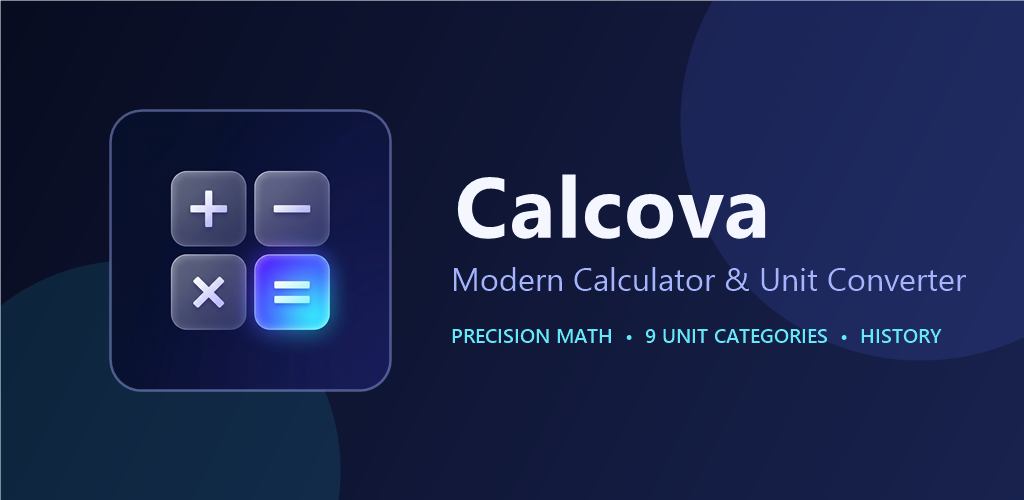 Calcova
Modern Calculator & Unit Converter
PRECISION MATH • 9 UNIT CATEGORIES • HISTORY